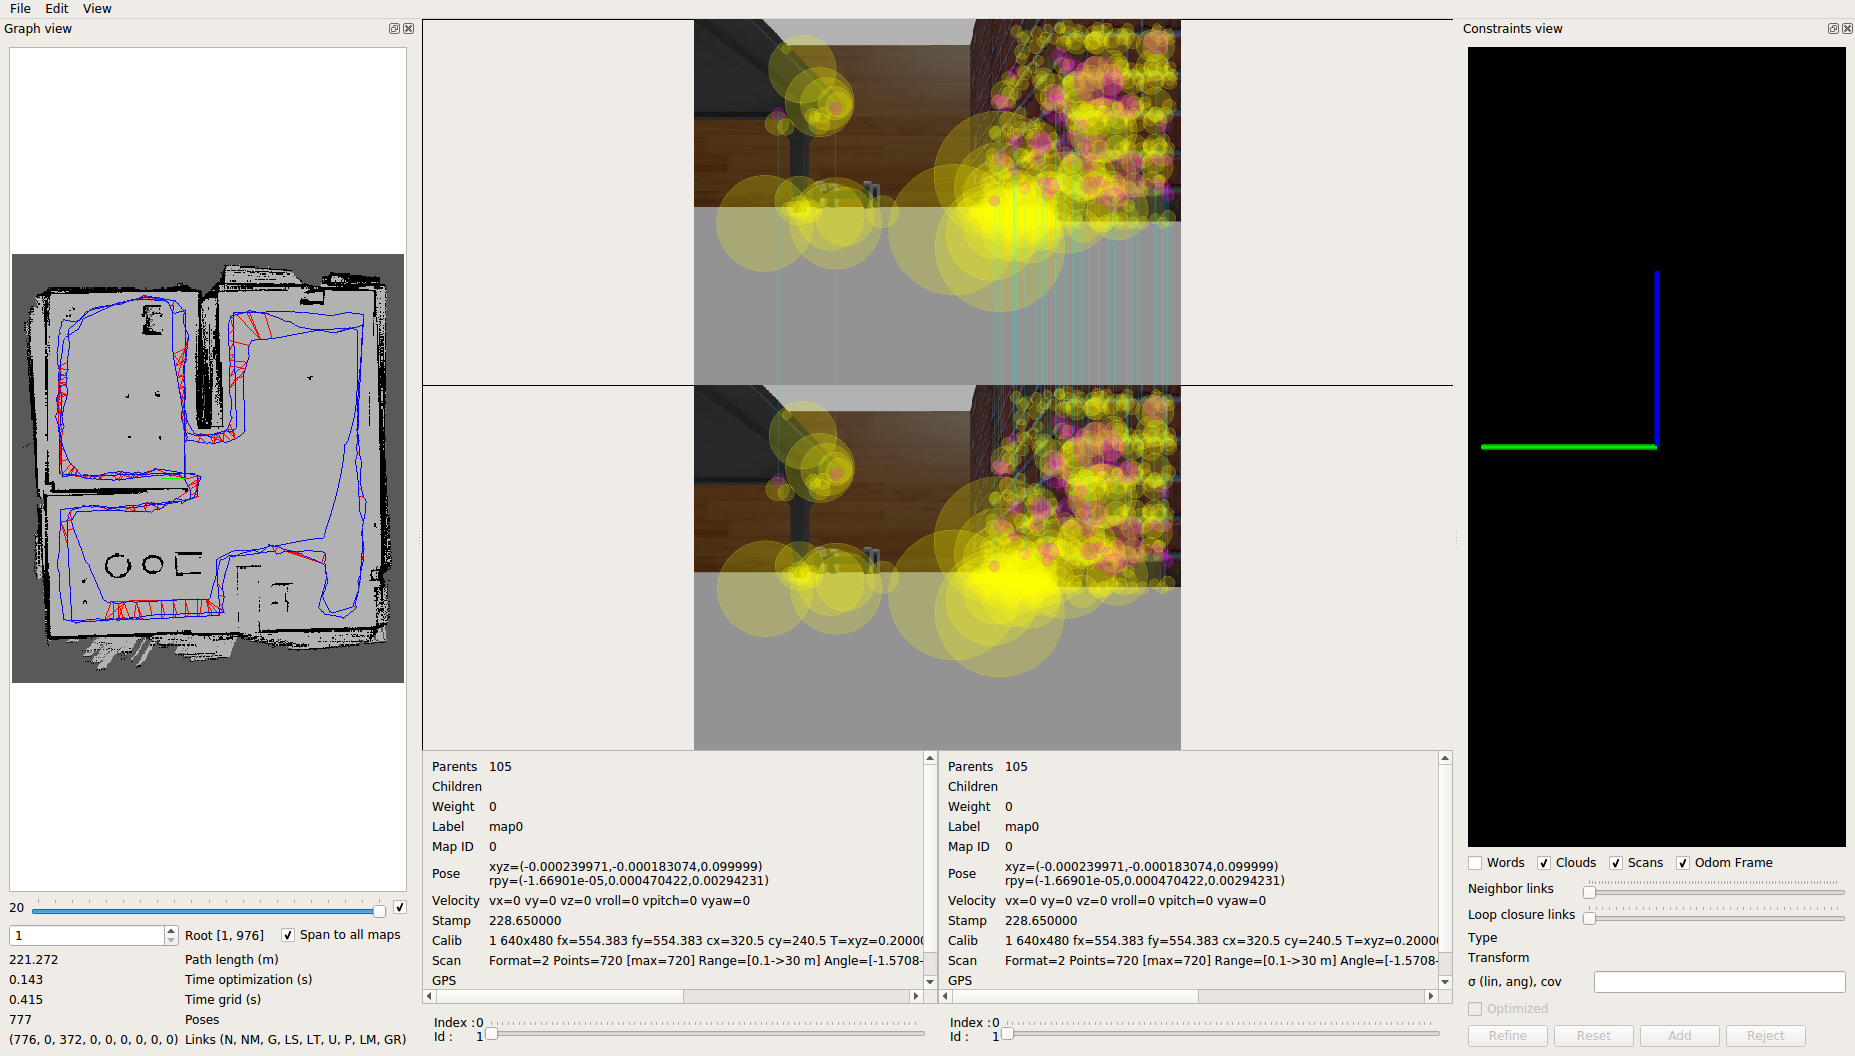 File Edit View
Graph view
Constraints view
20
1 Root [1, 976] Span to all maps
221.272 Path length (m)
0.143 Time optimization (s)
0.415 Time grid (s)
777 Poses
(776, 0, 372, 0, 0, 0, 0, 0, 0) Links (N, NM, G, LS, LT, U, P, LM, GR)
Parents 105
Children
Weight 0
Label map0
Map ID 0
Pose xyz=(-0.000239971,-0.000183074,0.099999)
rpy=(-1.66901e-05,0.000470422,0.00294231)
Velocity vx=0 vy=0 vz=0 vroll=0 vpitch=0 vyaw=0
Stamp 228.650000
Calib 1 640x480 fx=554.383 fy=554.383 cx=320.5 cy=240.5 T=xyz=0.2000
Scan Format=2 Points=720 [max=720] Range=[0.1->30 m] Angle=[-1.5708-
GPS
Index :0
Id : 1
Parents 105
Children
Weight 0
Label map0
Map ID 0
Pose xyz=(-0.000239971,-0.000183074,0.099999)
rpy=(-1.66901e-05,0.000470422,0.00294231)
Velocity vx=0 vy=0 vz=0 vroll=0 vpitch=0 vyaw=0
Stamp 228.650000
Calib 1 640x480 fx=554.383 fy=554.383 cx=320.5 cy=240.5 T=xyz=0.2000
Scan Format=2 Points=720 [max=720] Range=[0.1->30 m] Angle=[-1.5708-
GPS
Index :0
Id : 1
Words Clouds Scans Odom Frame
Neighbor links
Loop closure links
Type
Transform
σ (lin, ang), cov
Optimized
Refine Reset Add Reject